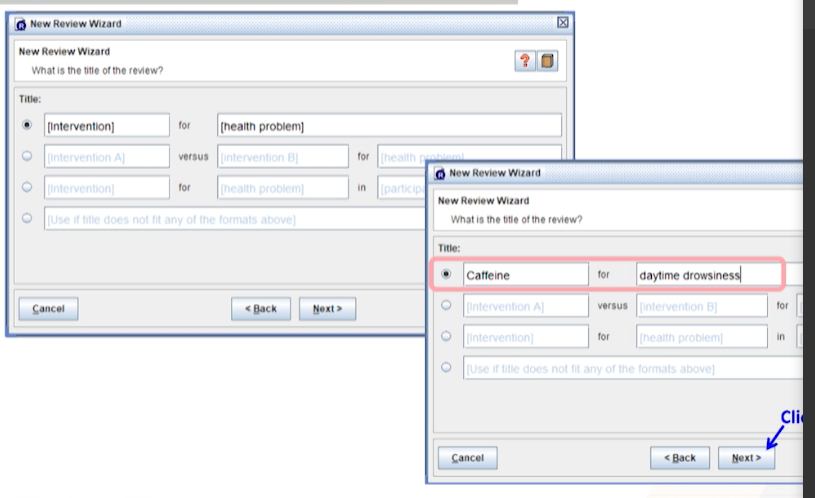 New Review Wizard
New Review Wizard
What is the title of the review?
Title:
[Intervention] for [health problem]
[Intervention A] versus [intervention B] for [health problem]
[Intervention] for [health problem] in
[Use if title does not fit any of the formats above]
Cancel < Back Next >
New Review Wizard
New Review Wizard
What is the title of the review?
Title:
Caffeine for daytime drowsiness
[Intervention A] versus [intervention B] for
[Intervention] for [health problem] in
[Use if title does not fit any of the formats above]
Cancel < Back Next >